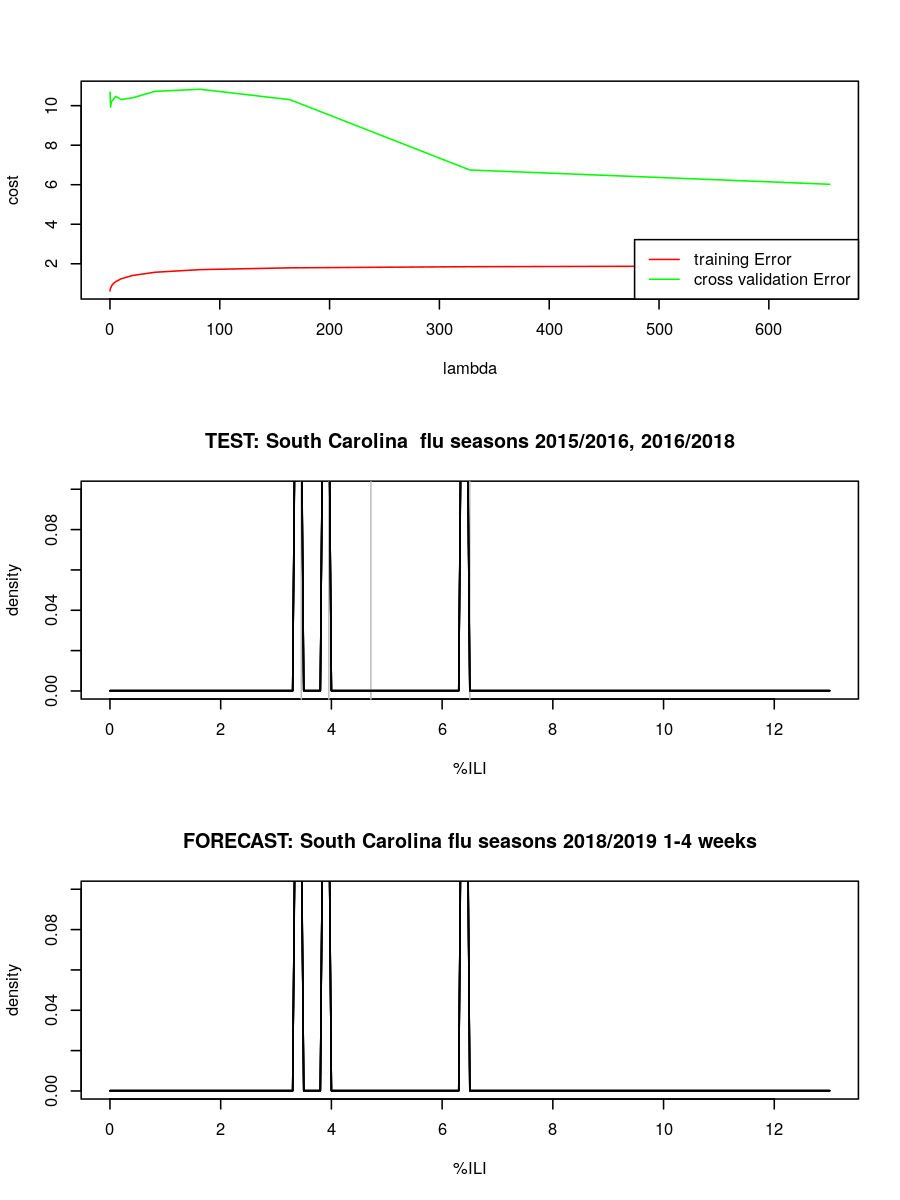 cost
10
8
6
4
2
training Error
cross validation Error
0 100 200 300 400 500 600
lambda
TEST: South Carolina  flu seasons 2015/2016, 2016/2018
density
0.08
0.04
0.00
0 2 4 6 8 10 12
%ILI
FORECAST: South Carolina flu seasons 2018/2019 1-4 weeks
density
0.08
0.04
0.00
0 2 4 6 8 10 12
%ILI